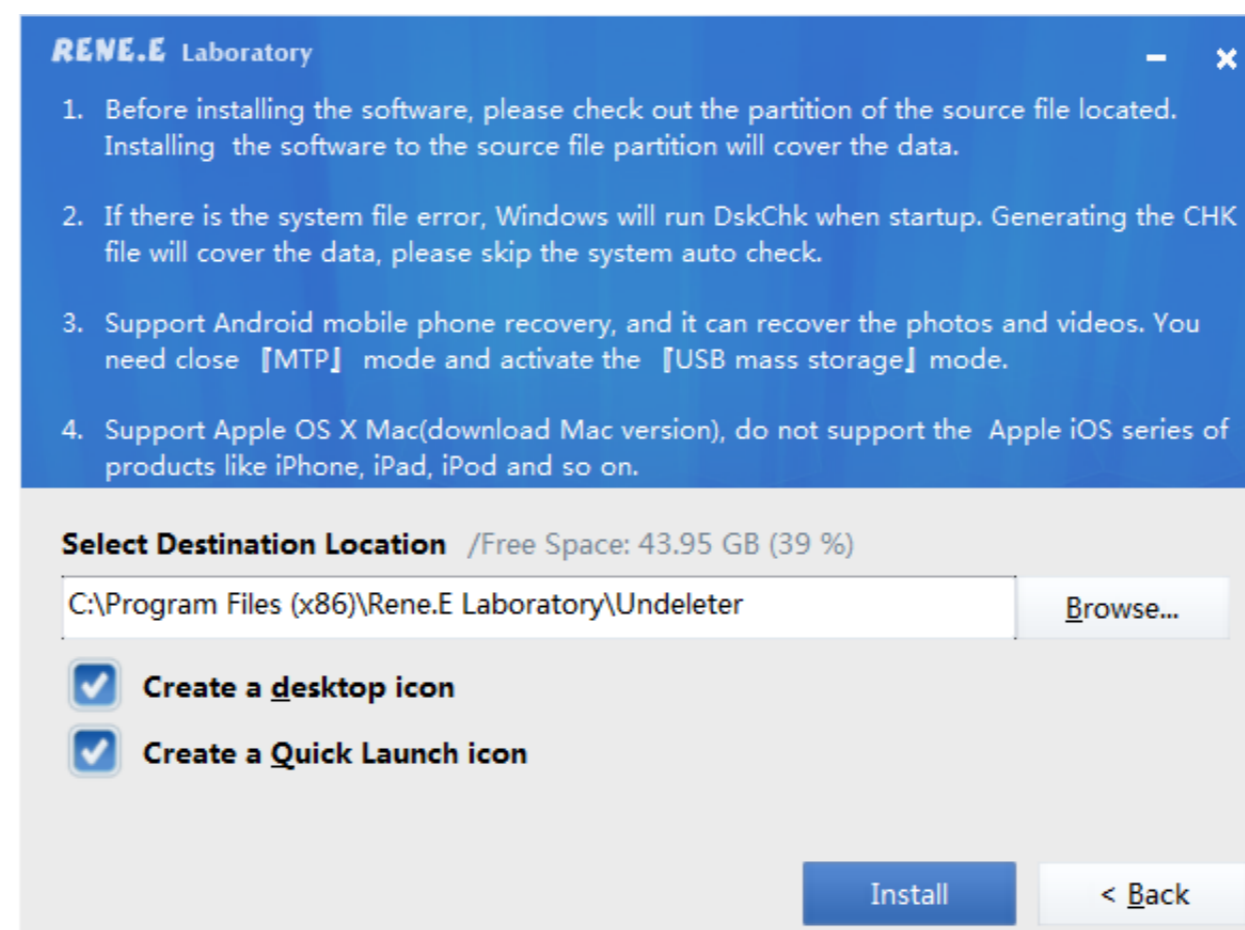 RENE.E Laboratory
1. Before installing the software, please check out the partition of the source file located.
Installing  the software to the source file partition will cover the data.
2. If there is the system file error, Windows will run DskChk when startup. Generating the CHK
file will cover the data, please skip the system auto check.
3. Support Android mobile phone recovery, and it can recover the photos and videos. You
need close 『MTP』 mode and activate the 『USB mass storage』 mode.
4. Support Apple OS X Mac(download Mac version), do not support the  Apple iOS series of
products like iPhone, iPad, iPod and so on.
Select Destination Location /Free Space: 43.95 GB (39 %)
C:\Program Files (x86)\Rene.E Laboratory\Undeleter
Browse...
Create a desktop icon
Create a Quick Launch icon
Install
< Back